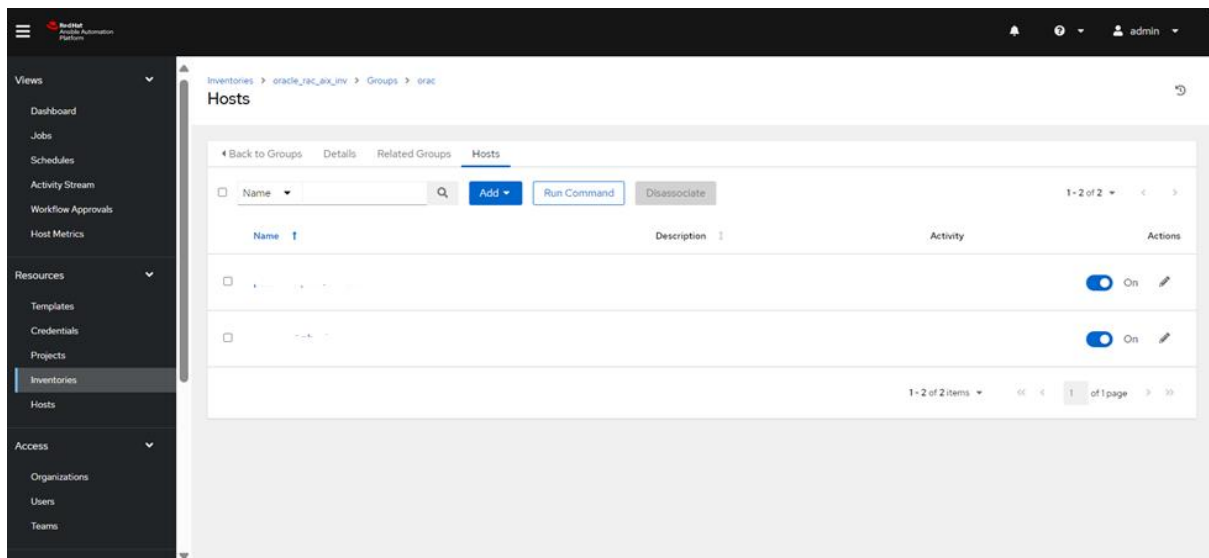 RedHat
Ansible Automation
Platform
admin
Views
Dashboard
Jobs
Schedules
Activity Stream
Workflow Approvals
Host Metrics
Resources
Templates
Credentials
Projects
Inventories
Hosts
Access
Organizations
Users
Teams
Inventories > oracle_rac_aix_inv > Groups > orac
Hosts
Back to Groups Details Related Groups Hosts
Name Add Run Command Disassociate 1 - 2 of 2
Name Description Activity Actions
On
On
1 - 2 of 2 items 1 of 1 page